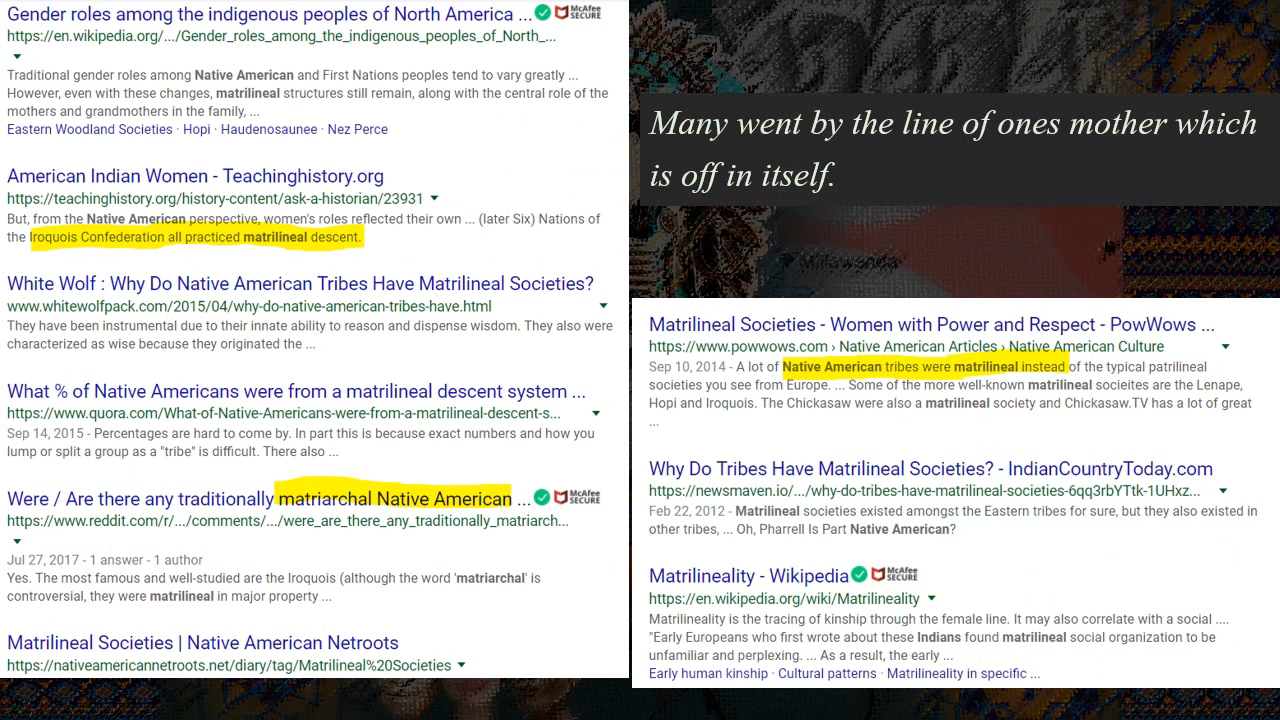 Gender roles among the indigenous peoples of North America ... McAfee SECURE
https://en.wikipedia.org/.../Gender_roles_among_the_indigenous_peoples_of_North_...
Traditional gender roles among Native American and First Nations peoples tend to vary greatly ...
However, even with these changes, matrilineal structures still remain, along with the central role of the
mothers and grandmothers in the family, ...
Eastern Woodland Societies · Hopi · Haudenosaunee · Nez Perce
American Indian Women - Teachinghistory.org
https://teachinghistory.org/history-content/ask-a-historian/23931
But, from the Native American perspective, women's roles reflected their own ... (later Six) Nations of
the Iroquois Confederation all practiced matrilineal descent.
White Wolf : Why Do Native American Tribes Have Matrilineal Societies?
www.whitewolfpack.com/2015/04/why-do-native-american-tribes-have.html
They have been instrumental due to their innate ability to reason and dispense wisdom. They also were
characterized as wise because they originated the ...
What % of Native Americans were from a matrilineal descent system ...
https://www.quora.com/What-of-Native-Americans-were-from-a-matrilineal-descent-s...
Sep 14, 2015 - Percentages are hard to come by. In part this is because exact numbers and how you
lump or split a group as a "tribe" is difficult. There also ...
Were / Are there any traditionally matriarchal Native American ... McAfee SECURE
https://www.reddit.com/r/.../comments/.../were_are_there_any_traditionally_matriarch...
Jul 27, 2017 - 1 answer - 1 author
Yes. The most famous and well-studied are the Iroquois (although the word 'matriarchal' is
controversial, they were matrilineal in major property ...
Matrilineal Societies | Native American Netroots
https://nativeamericannetroots.net/diary/tag/Matrilineal%20Societies
Many went by the line of ones mother which
is off in itself.
Matrilineal Societies - Women with Power and Respect - PowWows ...
https://www.powwows.com › Native American Articles › Native American Culture
Sep 10, 2014 - A lot of Native American tribes were matrilineal instead of the typical patrilineal
societies you see from Europe. ... Some of the more well-known matrilineal socieites are the Lenape,
Hopi and Iroquois. The Chickasaw were also a matrilineal society and Chickasaw.TV has a lot of great
...
Why Do Tribes Have Matrilineal Societies? - IndianCountryToday.com
https://newsmaven.io/.../why-do-tribes-have-matrilineal-societies-6qq3rbYTtk-1UHxz...
Feb 22, 2012 - Matrilineal societies existed amongst the Eastern tribes for sure, but they also existed in
other tribes, ... Oh, Pharrell Is Part Native American?
Matrilineality - Wikipedia McAfee SECURE
https://en.wikipedia.org/wiki/Matrilineality
Matrilineality is the tracing of kinship through the female line. It may also correlate with a social ....
"Early Europeans who first wrote about these Indians found matrilineal social organization to be
unfamiliar and perplexing. ... As a result, the early ...
Early human kinship · Cultural patterns · Matrilineality in specific ...